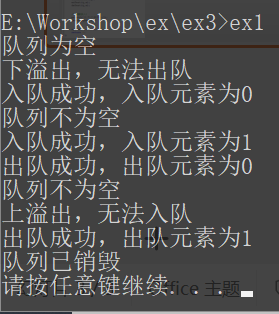 E:\Workshop\ex\ex3>ex1
队列为空
下溢出，无法出队
入队成功，入队元素为0
队列不为空
入队成功，入队元素为1
出队成功，出队元素为0
队列不为空
上溢出，无法入队
出队成功，出队元素为1
队列已销毁
请按任意键继续. . .
ffice 主题